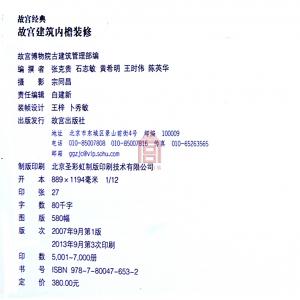 故宫经典
故宫建筑内檐装修
故宫博物院古建筑管理部编
编 撰 者 张克贵 石志敏 黄希明 王时伟 陈英华
摄 影 宗同昌
责任编辑 白建新
装帧设计 王梓 卜秀敏
出版发行 故宫出版社
地址：北京市东城区景山前街4号 邮编：100009
电话：010-85007808 010-85007816 传真：010-65263565
邮箱：ggzjc@vip.sohu.com
制版印刷 北京圣彩虹制版印刷技术有限公司
开 本 889×1194毫米 1/12
印 张 27
字 数 80千字
图 版 580幅
版 次 2007年9月第1版
2013年9月第3次印刷
印 数 5,001~7,000册
书 号 ISBN 978-7-80047-653-2
定 价 380.00元